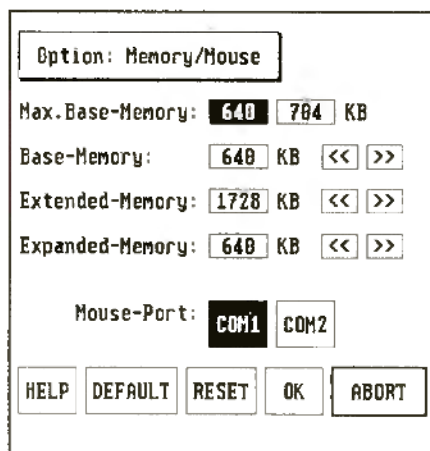 Option: Memory/Mouse
Max.Base-Memory: 640 704 KB
Base-Memory: 640 KB << >>
Extended-Memory: 1728 KB << >>
Expanded-Memory: 640 KB << >>
Mouse-Port: COM1 COM2
HELP DEFAULT RESET OK ABORT